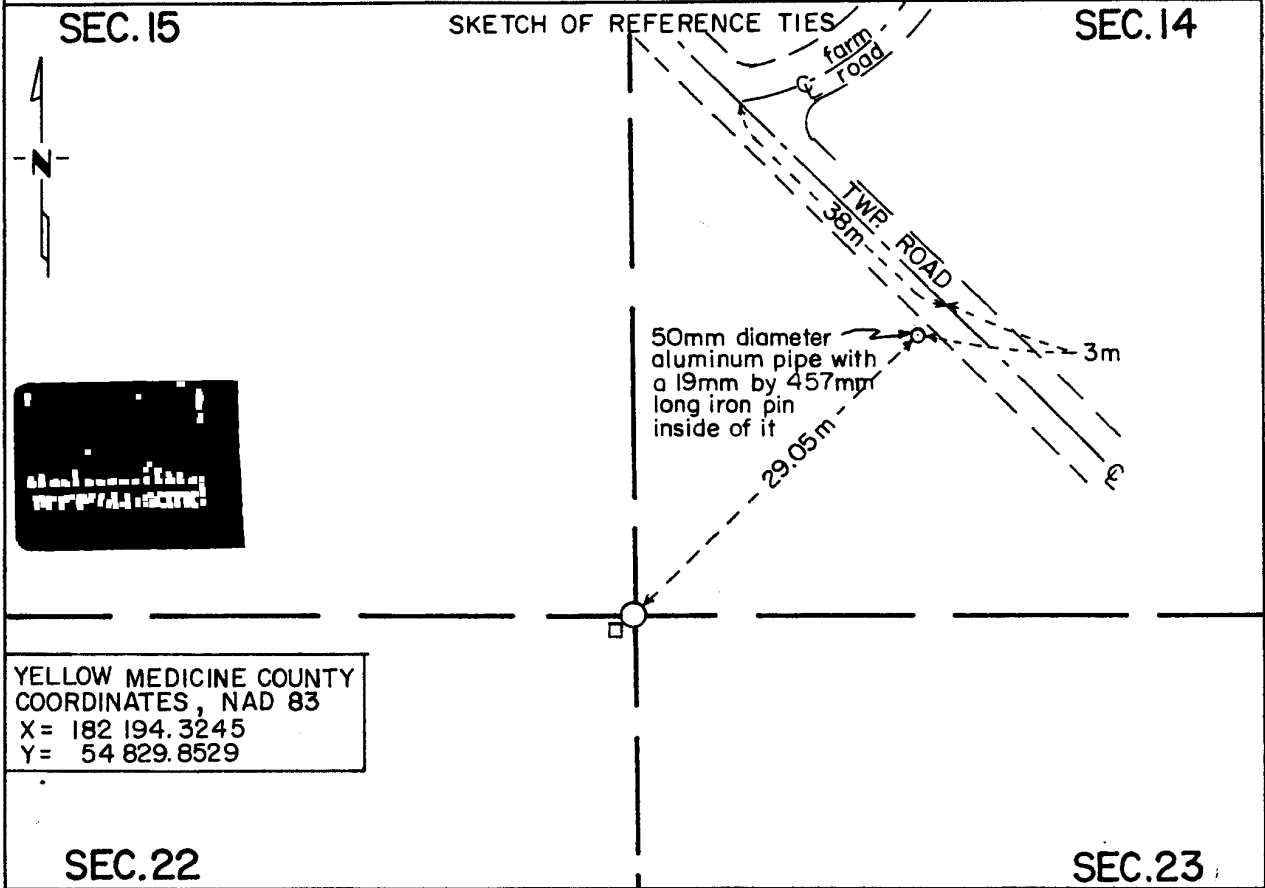 SEC.15
SKETCH OF REFERENCE TIES
SEC.14
farm
road
℄
N
TWP. ROAD
38m
50mm diameter
aluminum pipe with
a 19mm by 457mm
long iron pin
inside of it
3m
29.05m
℄
YELLOW MEDICINE COUNTY
COORDINATES, NAD 83
X= 182 194.3245
Y= 54 829.8529
SEC.22
SEC.23